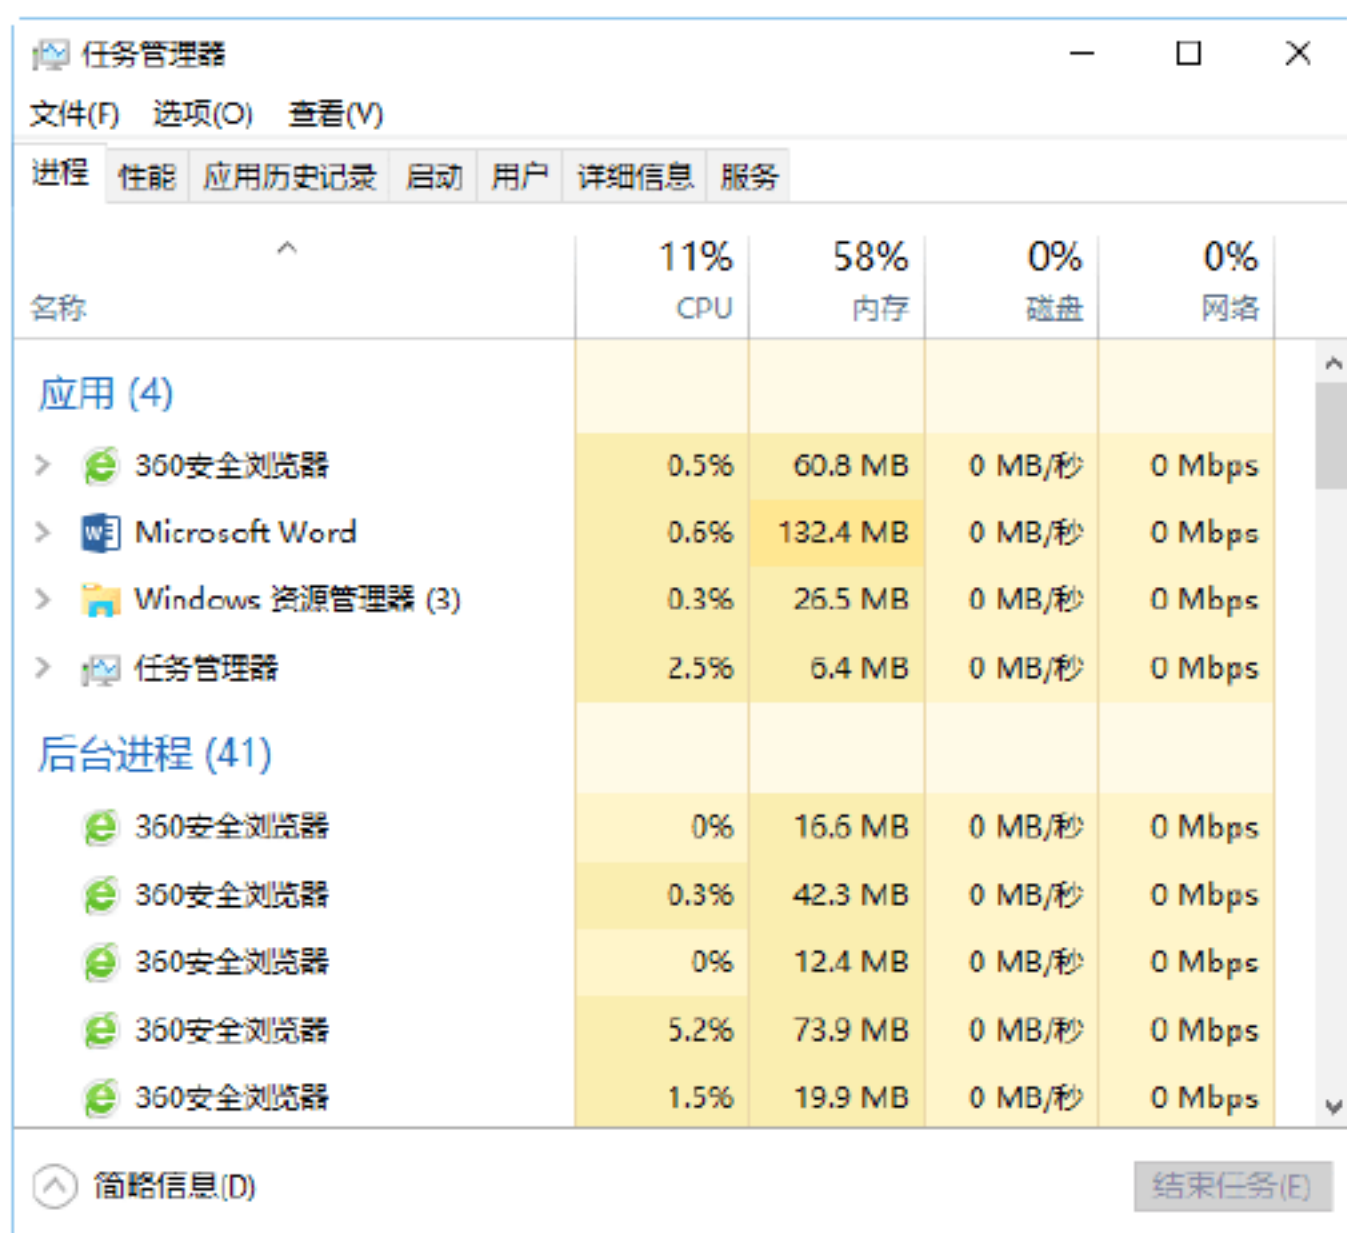 任务管理器
文件(F) 选项(O) 查看(V)
进程 性能 应用历史记录 启动 用户 详细信息 服务
11% 58% 0% 0%
名称 CPU 内存 磁盘 网络
应用 (4)
360安全浏览器 0.5% 60.8 MB 0 MB/秒 0 Mbps
Microsoft Word 0.6% 132.4 MB 0 MB/秒 0 Mbps
Windows 资源管理器 (3) 0.3% 26.5 MB 0 MB/秒 0 Mbps
任务管理器 2.5% 6.4 MB 0 MB/秒 0 Mbps
后台进程 (41)
360安全浏览器 0% 16.6 MB 0 MB/秒 0 Mbps
360安全浏览器 0.3% 42.3 MB 0 MB/秒 0 Mbps
360安全浏览器 0% 12.4 MB 0 MB/秒 0 Mbps
360安全浏览器 5.2% 73.9 MB 0 MB/秒 0 Mbps
360安全浏览器 1.5% 19.9 MB 0 MB/秒 0 Mbps
简略信息(D) 结束任务(E)